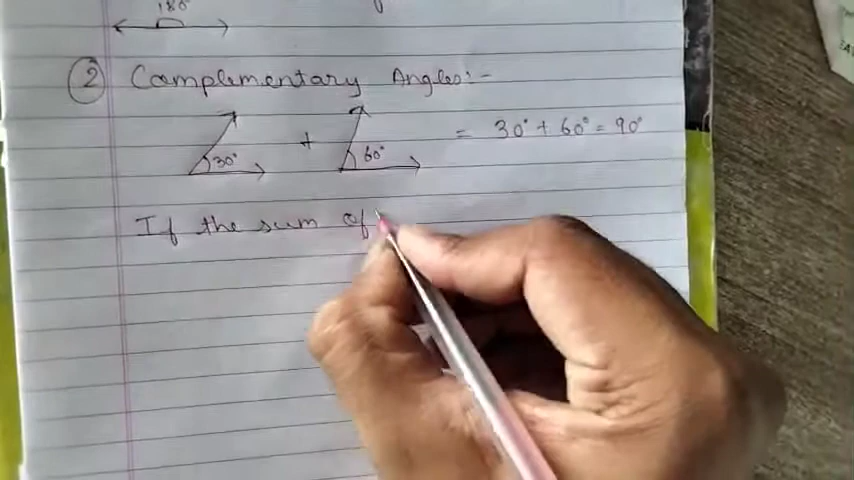 180°
② Complementary Angles:-
30° + 60° = 30° + 60° = 90°
If the sum of